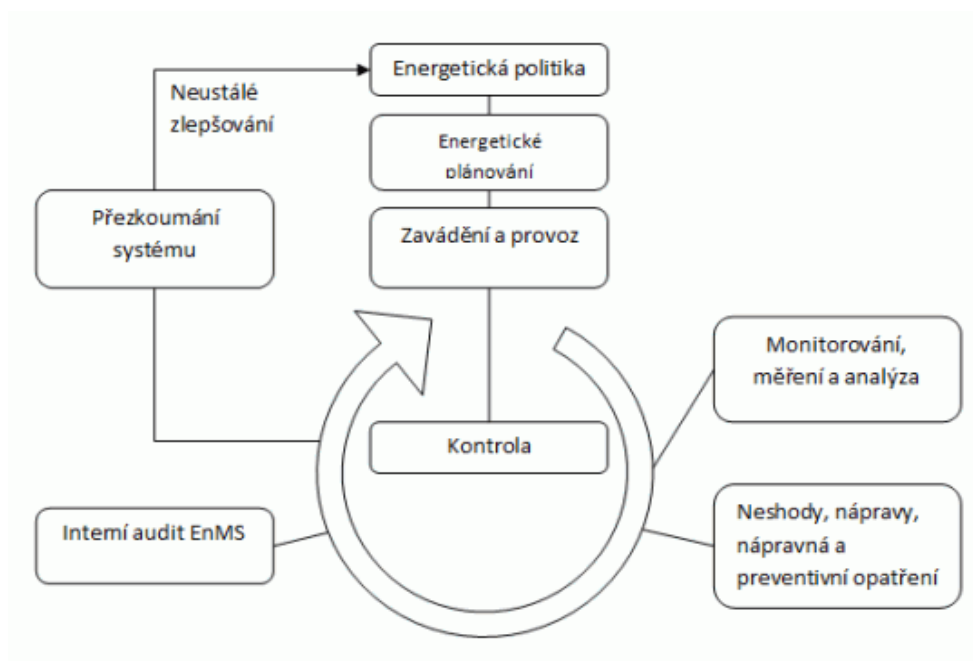 Energetická politika
Neustálé
zlepšování
Energetické
plánování
Přezkoumání
systému
Zavádění a provoz
Monitorování,
měření a analýza
Kontrola
Interní audit EnMS
Neshody, nápravy,
nápravná a
preventivní opatření